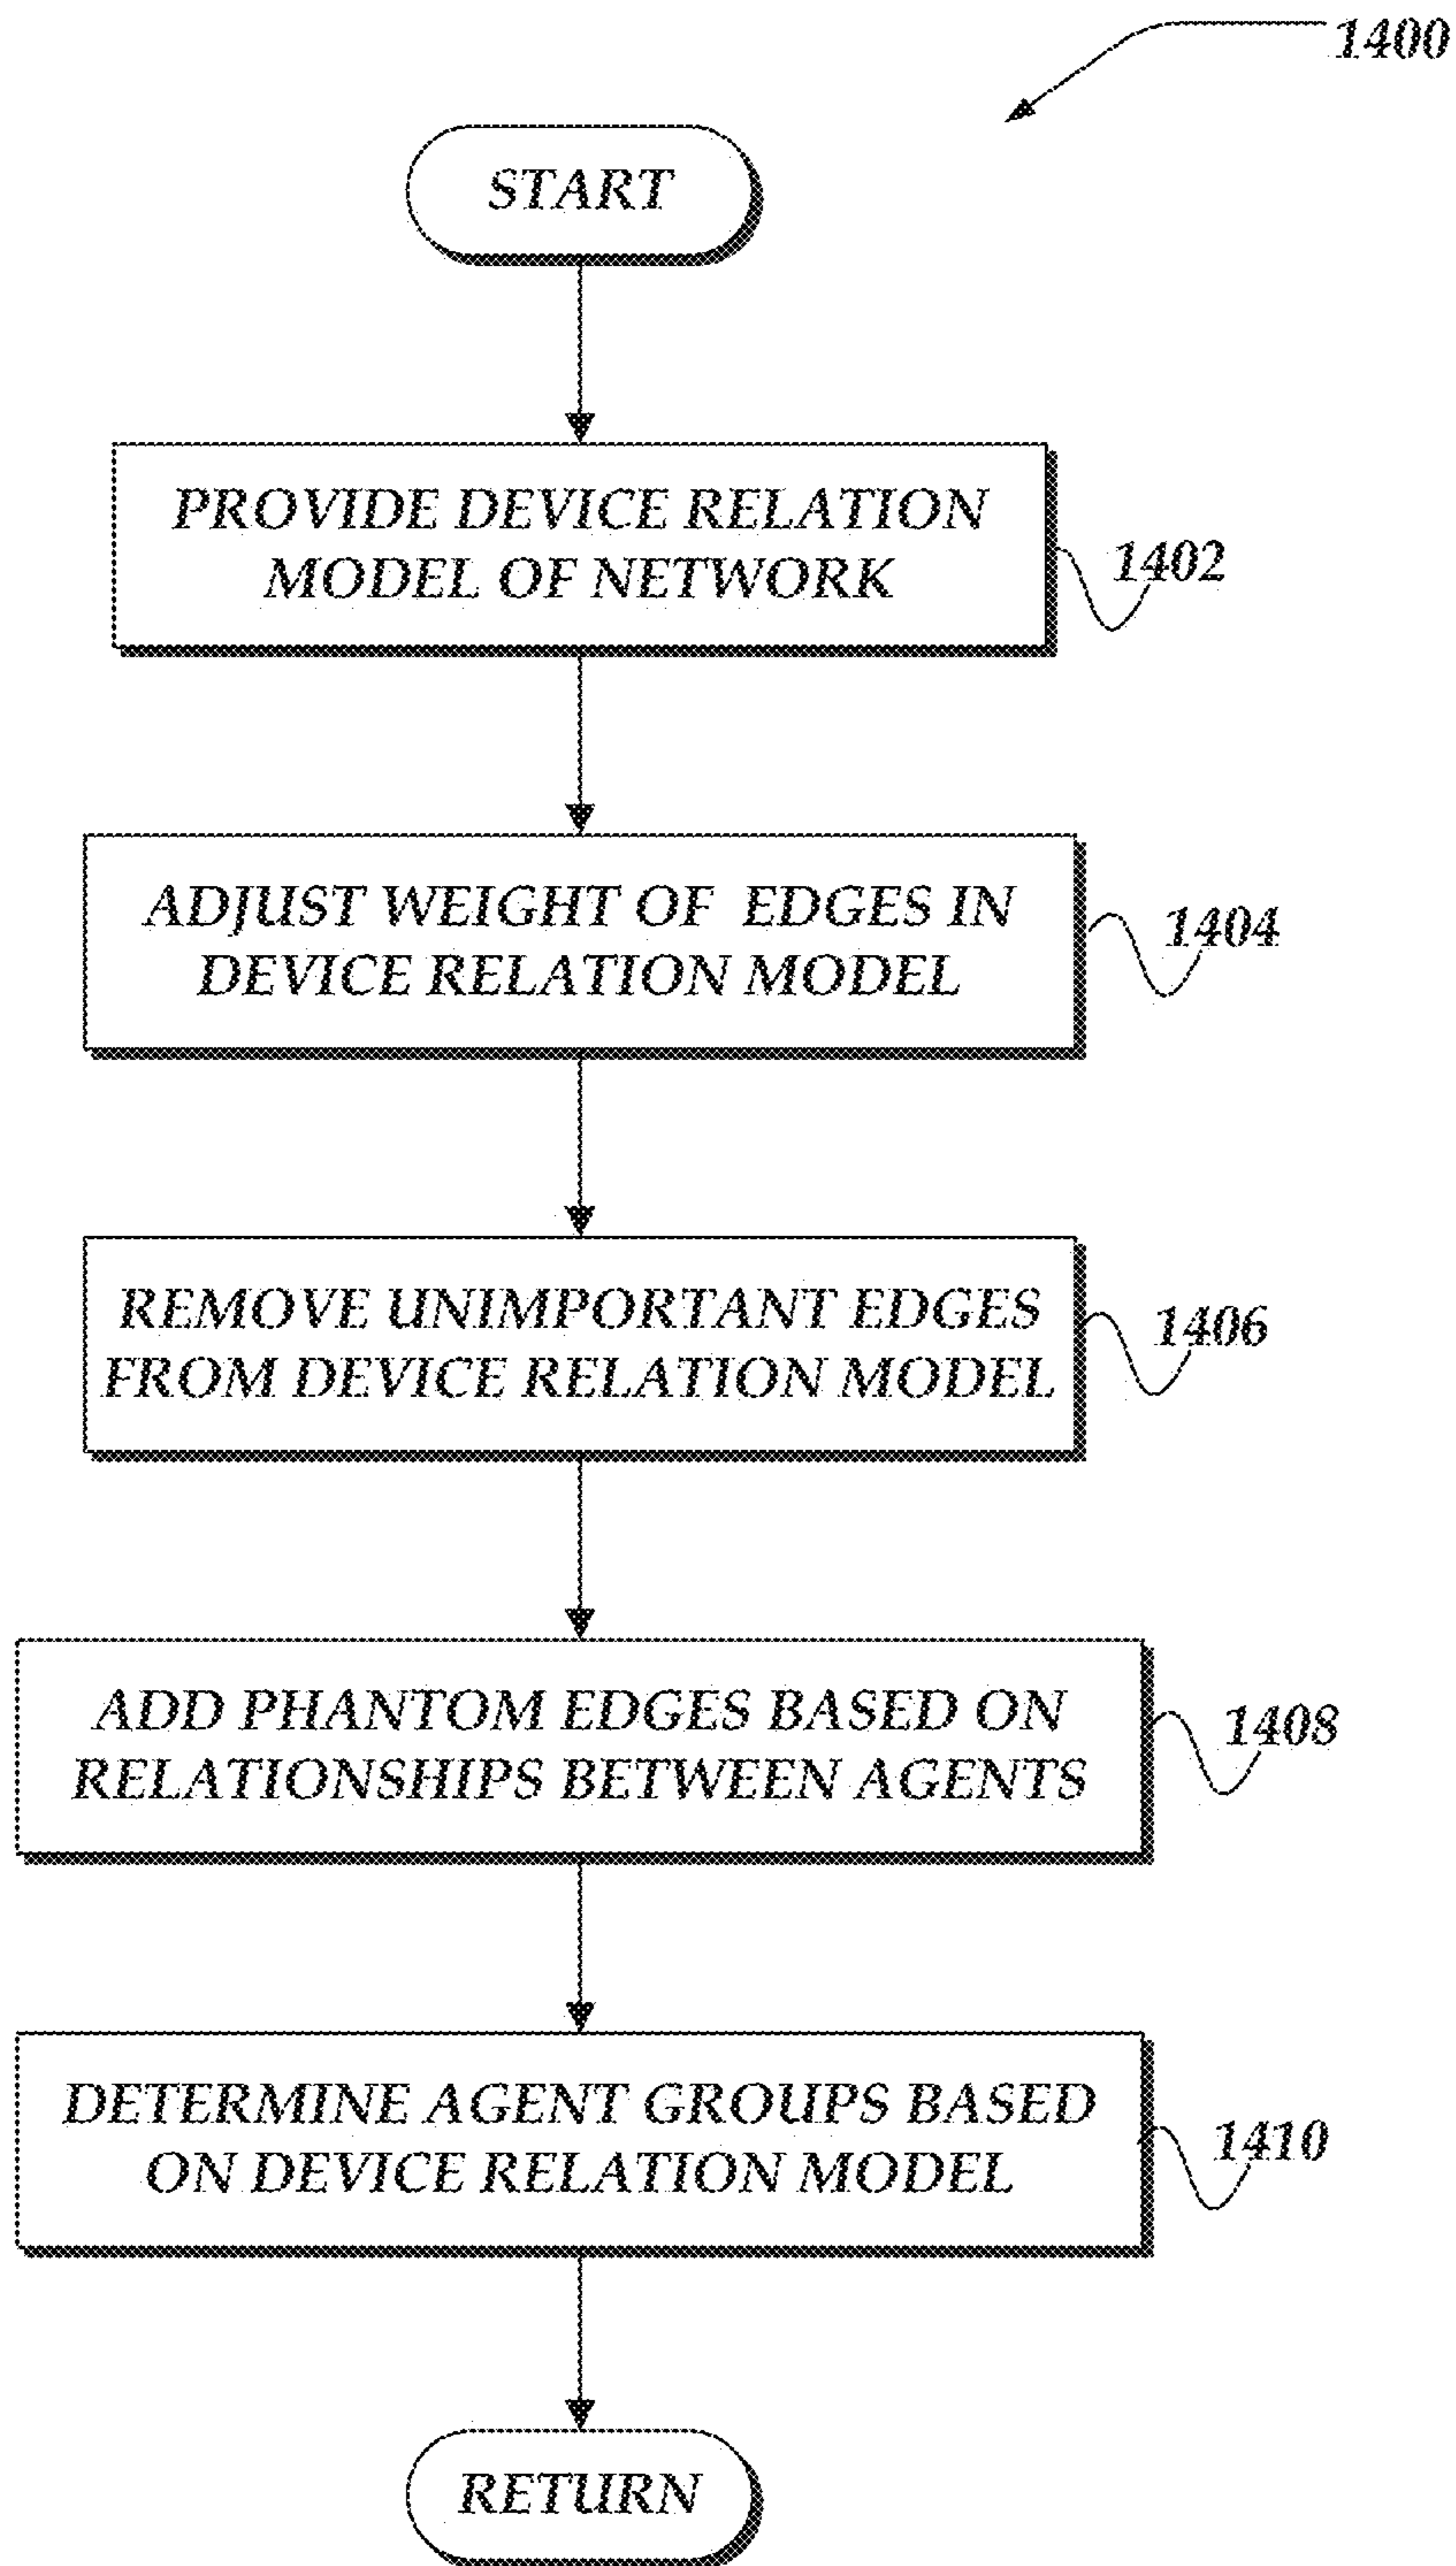 1400
START
PROVIDE DEVICE RELATION
MODEL OF NETWORK
1402
ADJUST WEIGHT OF EDGES IN
DEVICE RELATION MODEL
1404
REMOVE UNIMPORTANT EDGES
FROM DEVICE RELATION MODEL
1406
ADD PHANTOM EDGES BASED ON
RELATIONSHIPS BETWEEN AGENTS
1408
DETERMINE AGENT GROUPS BASED
ON DEVICE RELATION MODEL
1410
RETURN